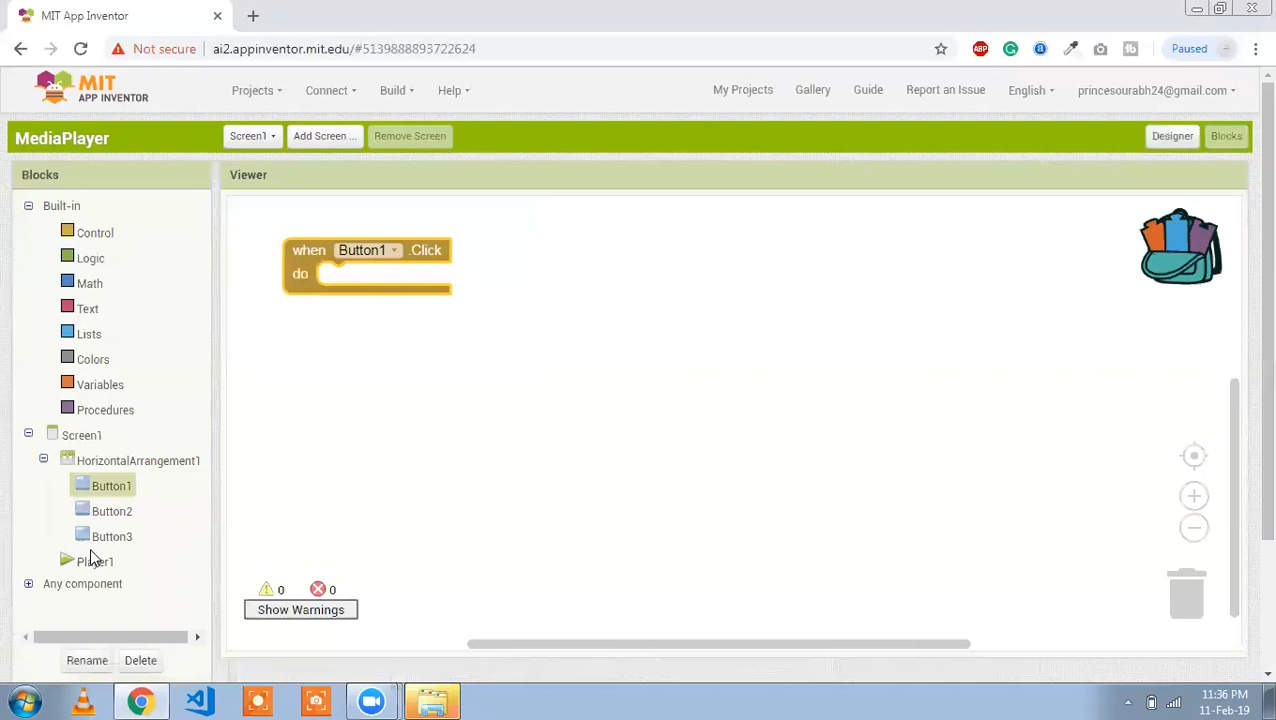 MIT App Inventor
Not secure
ai2.appinventor.mit.edu/#5139888893722624
ABP
Paused
MIT
APP INVENTOR
Projects
Connect
Build
Help
My Projects
Gallery
Guide
Report an Issue
English
princesourabh24@gmail.com
MediaPlayer
Screen1
Add Screen ...
Remove Screen
Designer
Blocks
Blocks
Viewer
Built-in
Control
Logic
Math
Text
Lists
Colors
Variables
Procedures
Screen1
HorizontalArrangement1
Button1
Button2
Button3
Player1
Any component
Rename
Delete
when Button1 .Click
do
0
0
Show Warnings
11:36 PM
11-Feb-19